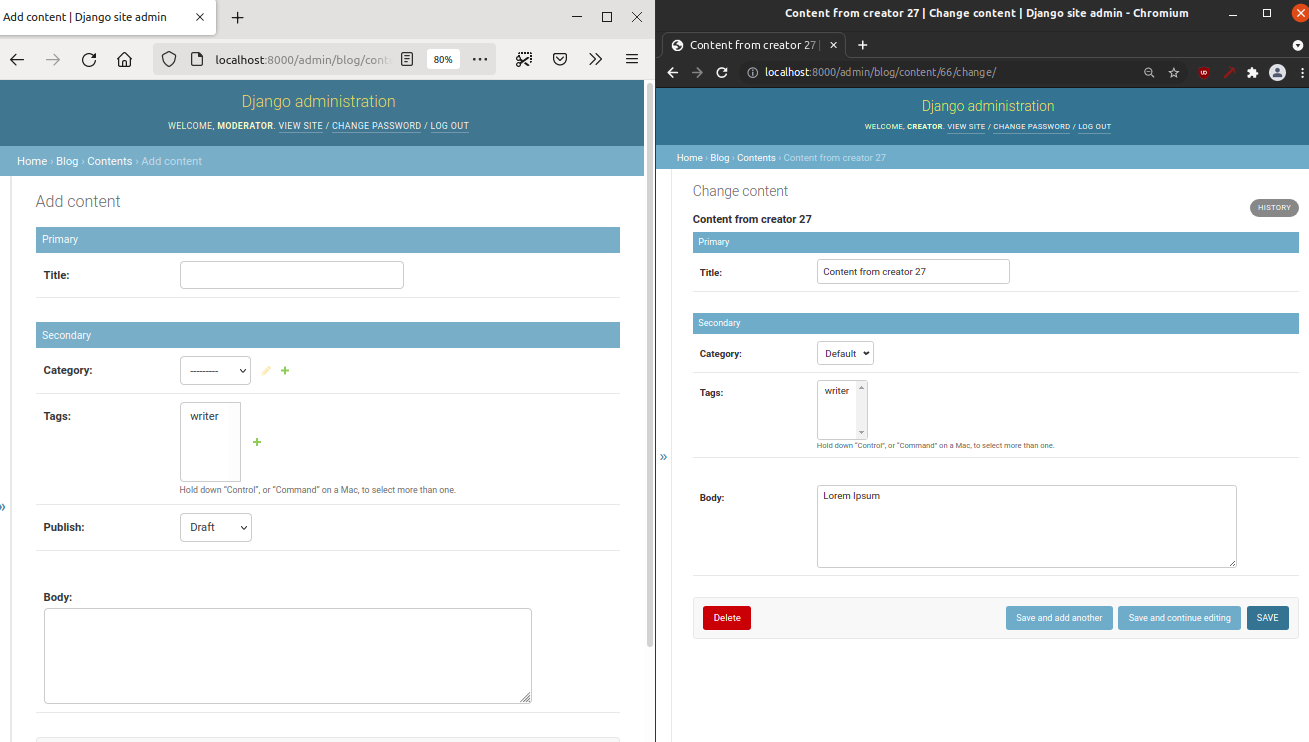 Add content | Django site admin
localhost:8000/admin/blog/cont
80%
Django administration
WELCOME, MODERATOR. VIEW SITE / CHANGE PASSWORD / LOG OUT
Home › Blog › Contents › Add content
Add content
Primary
Title:
Secondary
Category:
---------
Tags:
writer
Hold down “Control”, or “Command” on a Mac, to select more than one.
Publish:
Draft
Body:
»
Content from creator 27 | Change content | Django site admin - Chromium
Content from creator 27 |
localhost:8000/admin/blog/content/66/change/
Django administration
WELCOME, CREATOR. VIEW SITE / CHANGE PASSWORD / LOG OUT
Home › Blog › Contents › Content from creator 27
Change content
HISTORY
Content from creator 27
Primary
Title:
Content from creator 27
Secondary
Category:
Default
Tags:
writer
Hold down “Control”, or “Command” on a Mac, to select more than one.
»
Body:
Lorem Ipsum
Delete
Save and add another
Save and continue editing
SAVE